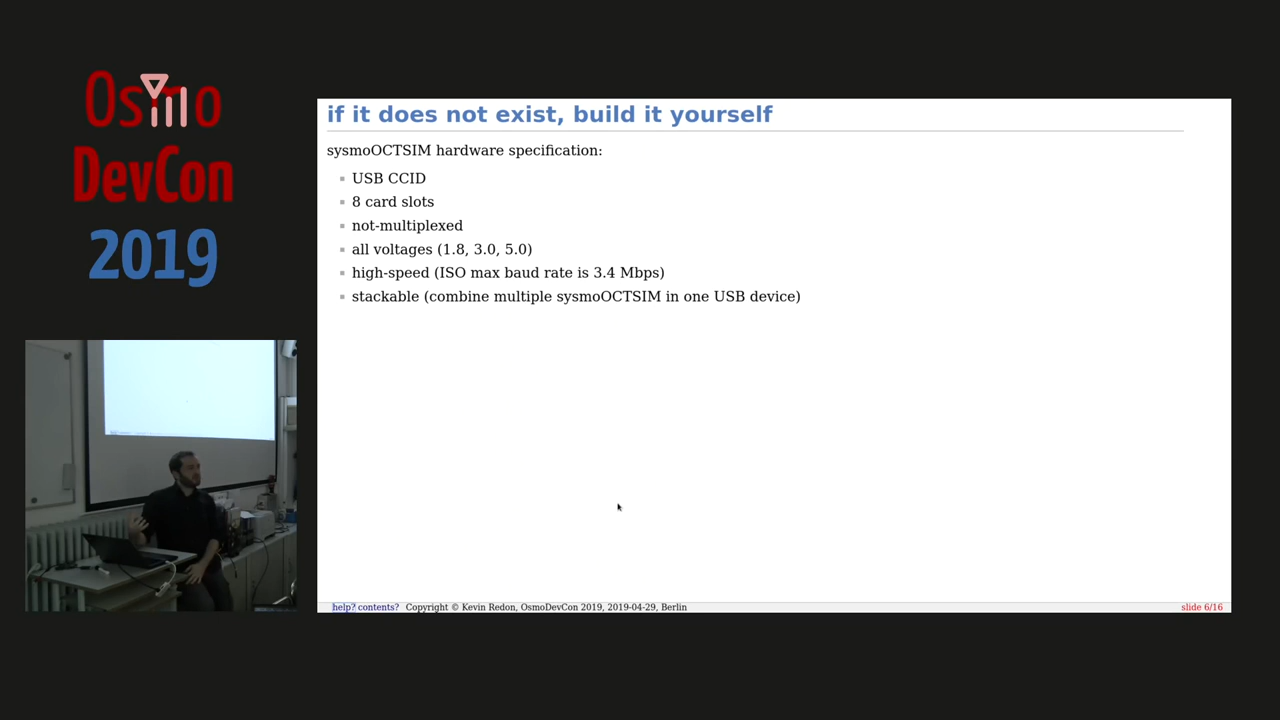 Osmo
DevCon
2019
if it does not exist, build it yourself
sysmoOCTSIM hardware specification:
USB CCID
8 card slots
not-multiplexed
all voltages (1.8, 3.0, 5.0)
high-speed (ISO max baud rate is 3.4 Mbps)
stackable (combine multiple sysmoOCTSIM in one USB device)
help? contents? Copyright © Kevin Redon, OsmoDevCon 2019, 2019-04-29, Berlin
slide 6/16